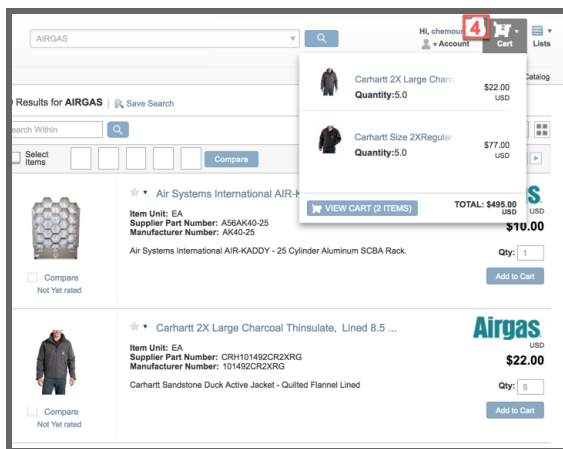 AIRGAS
Hi, chemou
4
Account
Cart
Lists
Catalog
Results for AIRGAS | Save Search
earch Within
Select Items
Compare
Carhartt 2X Large Charc
Quantity:5.0
$22.00
USD
Carhartt Size 2XRegular
Quantity:5.0
$77.00
USD
VIEW CART (2 ITEMS)
TOTAL: $495.00
USD
Air Systems International AIR-K
Item Unit: EA
Supplier Part Number: A56AK40-25
Manufacturer Number: AK40-25
Air Systems International AIR-KADDY - 25 Cylinder Aluminum SCBA Rack.
Compare
Not Yet rated
S.
USD
$10.00
Qty: 1
Add to Cart
Carhartt 2X Large Charcoal Thinsulate, Lined 8.5 ...
Item Unit: EA
Supplier Part Number: CRH101492CR2XRG
Manufacturer Number: 101492CR2XRG
Carhartt Sandstone Duck Active Jacket - Quilted Flannel Lined
Compare
Not Yet rated
Airgas
USD
$22.00
Qty: 5
Add to Cart